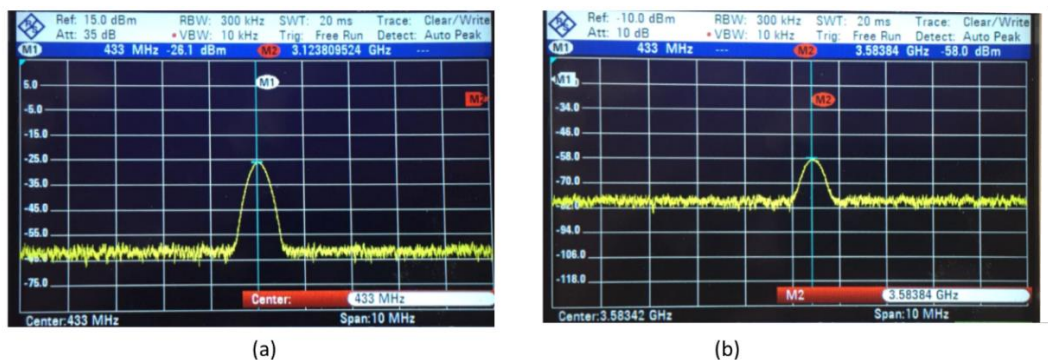 Ref: 15.0 dBm RBW: 300 kHz SWT: 20 ms Trace: Clear/Write
Att: 35 dB • VBW: 10 kHz Trig: Free Run Detect: Auto Peak
M1 433 MHz -26.1 dBm M2 3.123809524 GHz ---
M1
5.0
M2
-5.0
-15.0
-25.0
-35.0
-45.0
-55.0
-75.0
Center: 433 MHz
Center:433 MHz Span:10 MHz
(a)
Ref: -10.0 dBm RBW: 300 kHz SWT: 20 ms Trace: Clear/Write
Att: 10 dB • VBW: 10 kHz Trig: Free Run Detect: Auto Peak
M1 433 MHz --- M2 3.58384 GHz -58.0 dBm
M1
M2
-34.0
-46.0
-58.0
-70.0
-94.0
-106.0
-118.0
M2 3.58384 GHz
Center:3.58342 GHz Span:10 MHz
(b)